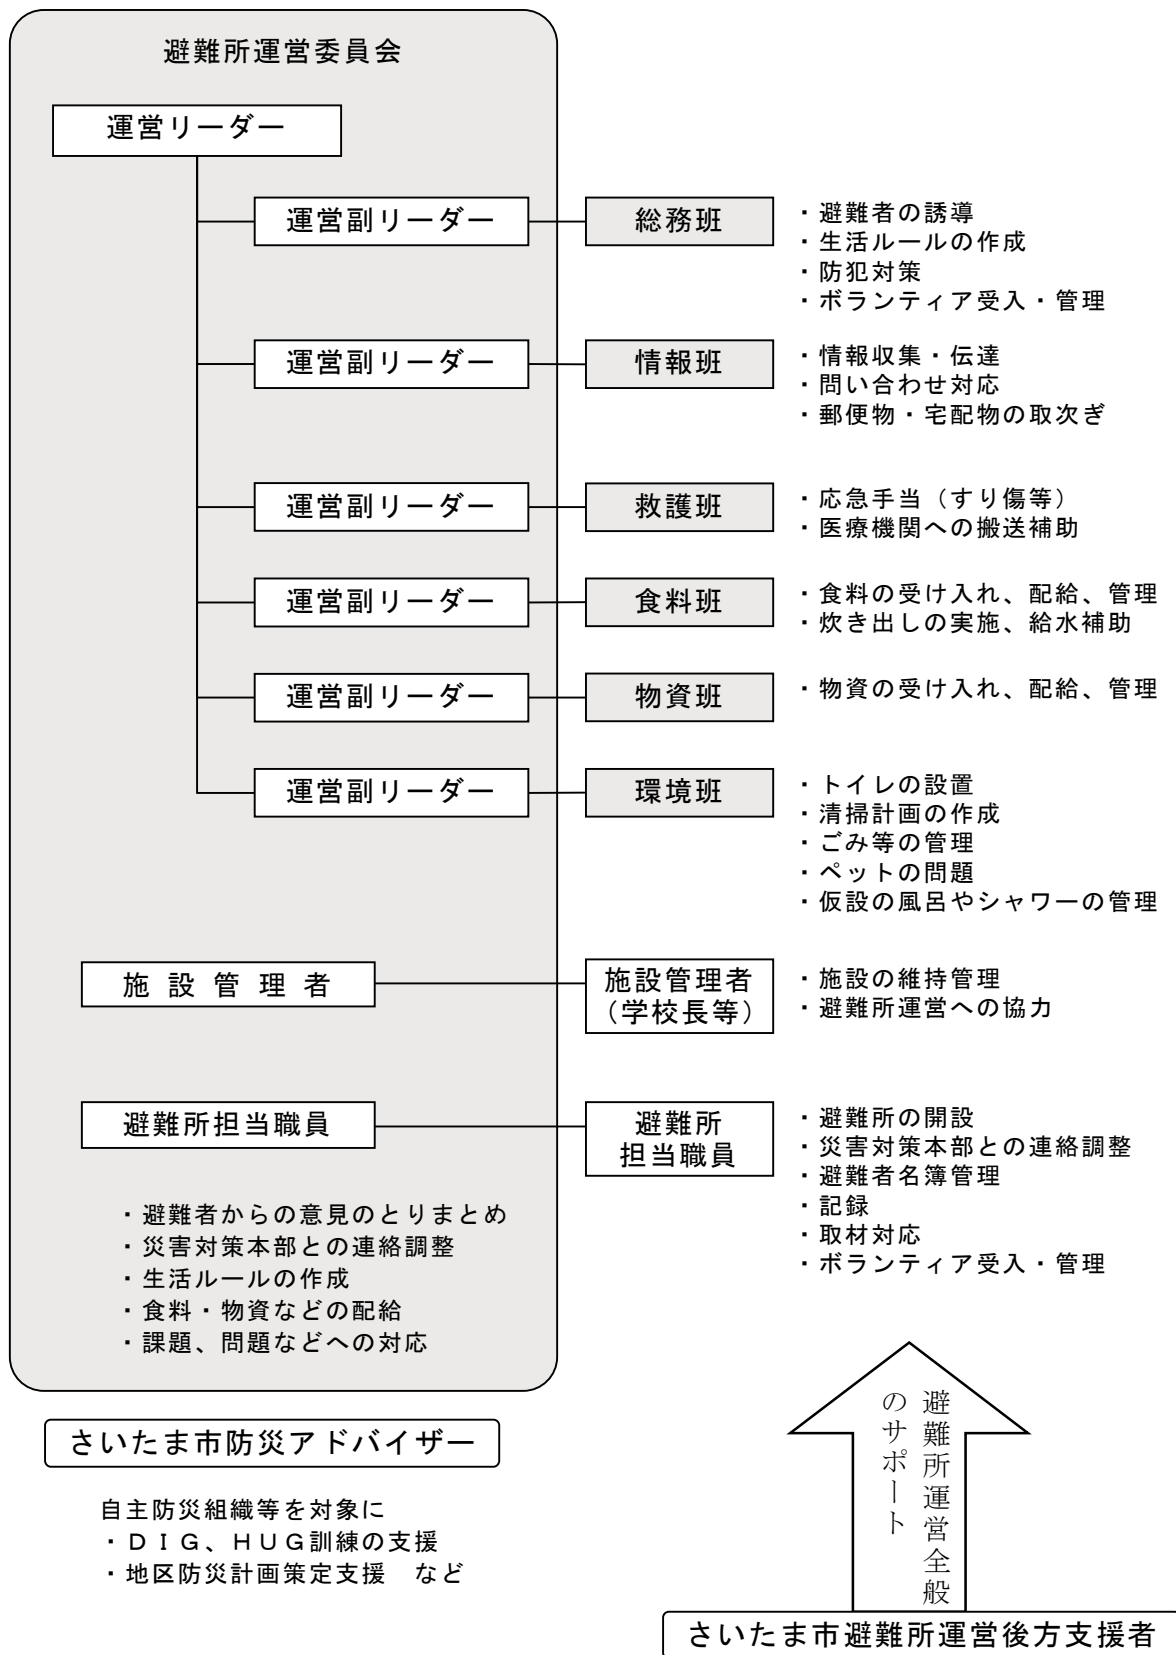 避難所運営委員会
運営リーダー
運営副リーダー
総務班
・避難者の誘導
・生活ルールの作成
・防犯対策
・ボランティア受入・管理
運営副リーダー
情報班
・情報収集・伝達
・問い合わせ対応
・郵便物・宅配物の取次ぎ
運営副リーダー
救護班
・応急手当（すり傷等）
・医療機関への搬送補助
運営副リーダー
食料班
・食料の受け入れ、配給、管理
・炊き出しの実施、給水補助
運営副リーダー
物資班
・物資の受け入れ、配給、管理
運営副リーダー
環境班
・トイレの設置
・清掃計画の作成
・ごみ等の管理
・ペットの問題
・仮設の風呂やシャワーの管理
施設管理者
施設管理者
（学校長等）
・施設の維持管理
・避難所運営への協力
避難所担当職員
避難所
担当職員
・避難所の開設
・災害対策本部との連絡調整
・避難者名簿管理
・記録
・取材対応
・ボランティア受入・管理
・避難者からの意見のとりまとめ
・災害対策本部との連絡調整
・生活ルールの作成
・食料・物資などの配給
・課題、問題などへの対応
さいたま市防災アドバイザー
自主防災組織等を対象に
・ＤＩＧ、ＨＵＧ訓練の支援
・地区防災計画策定支援　など
避難所運営全般
のサポート
さいたま市避難所運営後方支援者